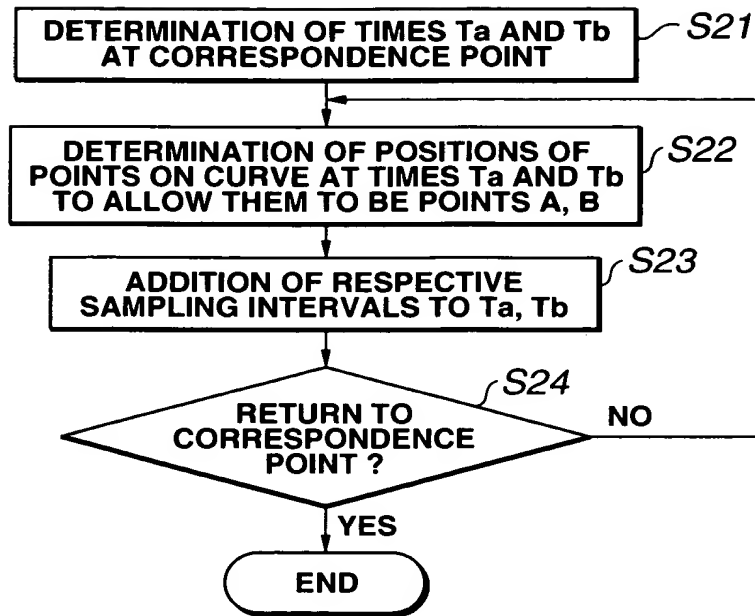 DETERMINATION OF TIMES Ta AND Tb
AT CORRESPONDENCE POINT
S21
DETERMINATION OF POSITIONS OF
POINTS ON CURVE AT TIMES Ta AND Tb
TO ALLOW THEM TO BE POINTS A, B
S22
ADDITION OF RESPECTIVE
SAMPLING INTERVALS TO Ta, Tb
S23
S24
RETURN TO
CORRESPONDENCE
POINT ?
NO
YES
END